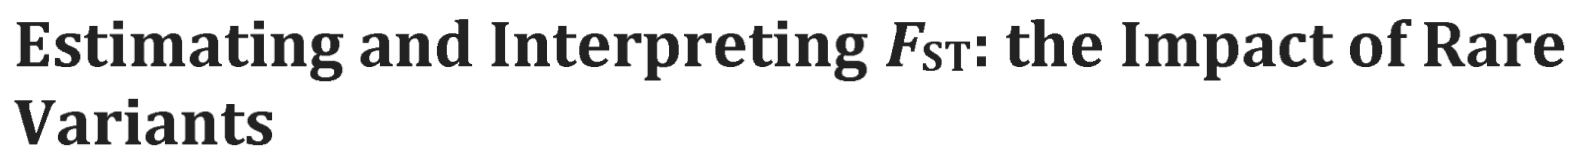 Estimating and Interpreting FST: the Impact of Rare
Variants